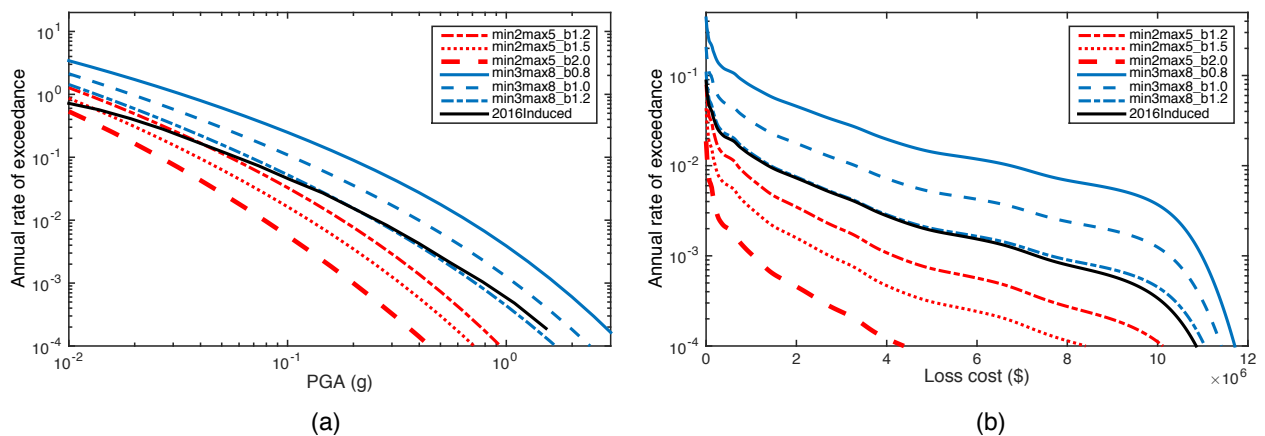 10^1
10^0
10^-1
10^-2
10^-3
10^-4
Annual rate of exceedance
10^-2
10^-1
10^0
PGA (g)
min2max5_b1.2
min2max5_b1.5
min2max5_b2.0
min3max8_b0.8
min3max8_b1.0
min3max8_b1.2
2016Induced
(a)
10^-1
10^-2
10^-3
10^-4
Annual rate of exceedance
0 2 4 6 8 10 12
Loss cost ($)
×10^6
min2max5_b1.2
min2max5_b1.5
min2max5_b2.0
min3max8_b0.8
min3max8_b1.0
min3max8_b1.2
2016Induced
(b)